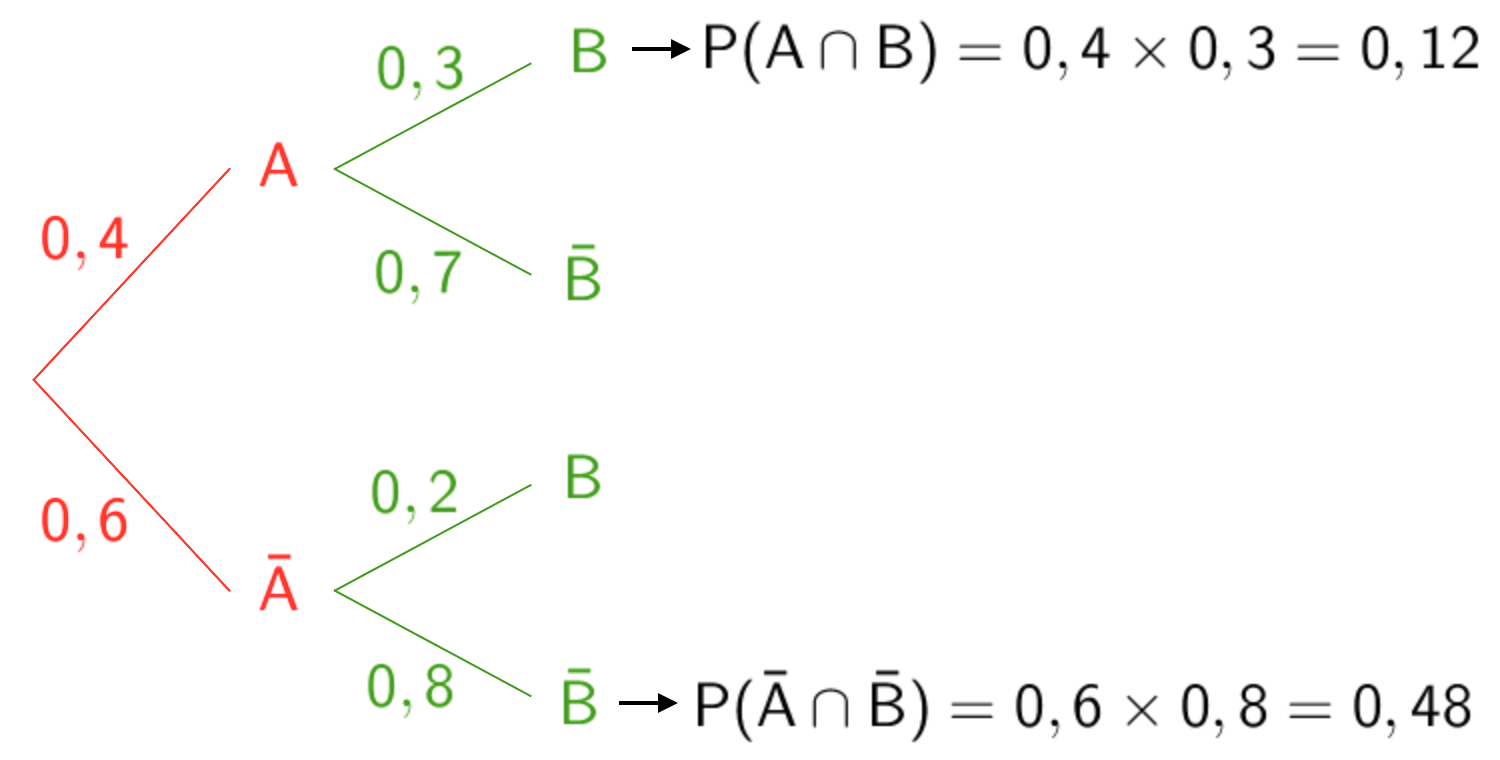 0, 3
B → P(A ∩ B) = 0, 4 × 0, 3 = 0, 12
A
0, 4
0, 7
B̄
0, 2
B
0, 6
Ā
0, 8
B̄ → P(Ā ∩ B̄) = 0, 6 × 0, 8 = 0, 48